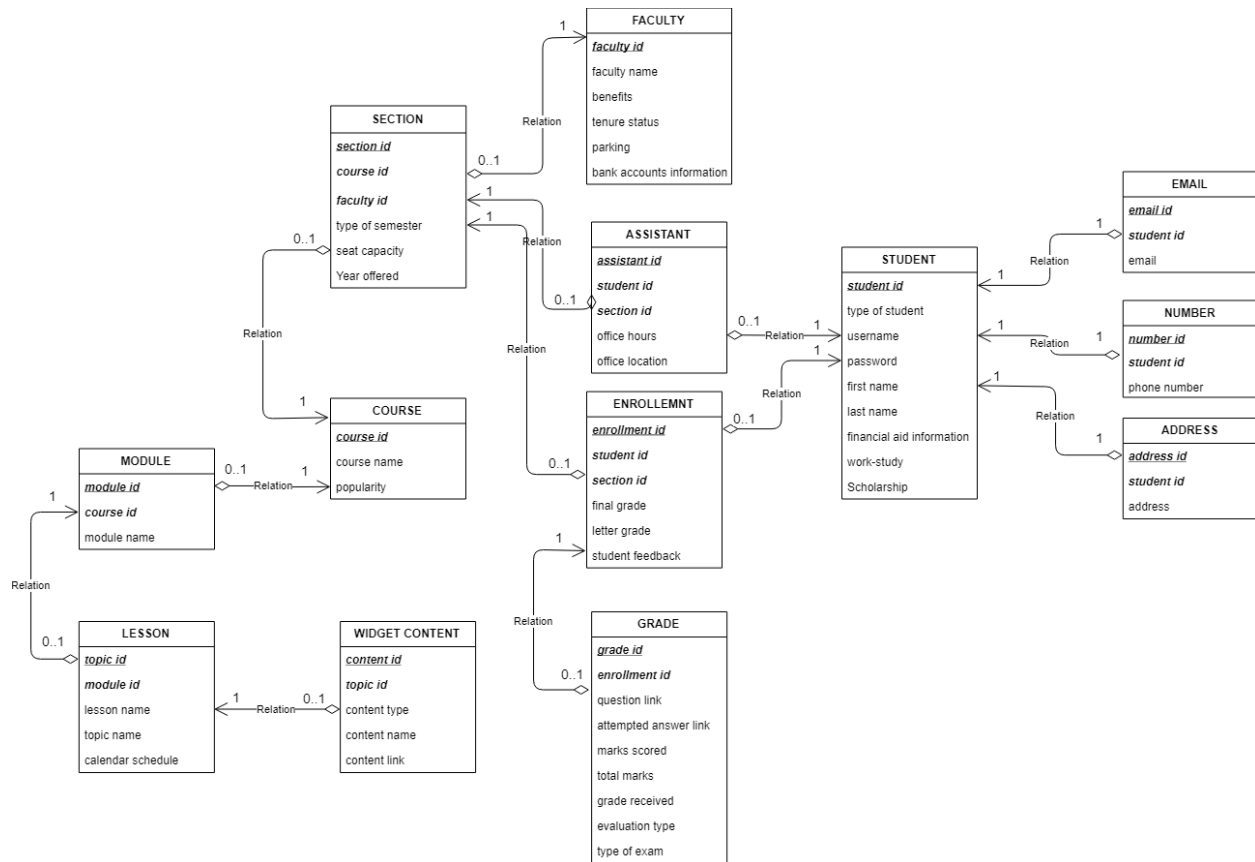 FACULTY
faculty id
faculty name
benefits
tenure status
parking
bank accounts information
1
Relation
0..1
SECTION
section id
course id
faculty id
type of semester
seat capacity
Year offered
1
1
0..1
Relation
1
Relation
0..1
ASSISTANT
assistant id
student id
section id
office hours
office location
0..1
Relation
1
Relation
0..1
1
Relation
0..1
STUDENT
student id
type of student
username
password
first name
last name
financial aid information
work-study
Scholarship
EMAIL
email id
student id
email
1
Relation
1
NUMBER
number id
student id
phone number
1
Relation
1
ADDRESS
address id
student id
address
1
Relation
1
COURSE
course id
course name
popularity
MODULE
module id
course id
module name
0..1
Relation
1
ENROLLEMNT
enrollment id
student id
section id
final grade
letter grade
student feedback
1
Relation
0..1
1
Relation
0..1
LESSON
topic id
module id
lesson name
topic name
calendar schedule
1
Relation
0..1
WIDGET CONTENT
content id
topic id
content type
content name
content link
GRADE
grade id
enrollment id
question link
attempted answer link
marks scored
total marks
grade received
evaluation type
type of exam